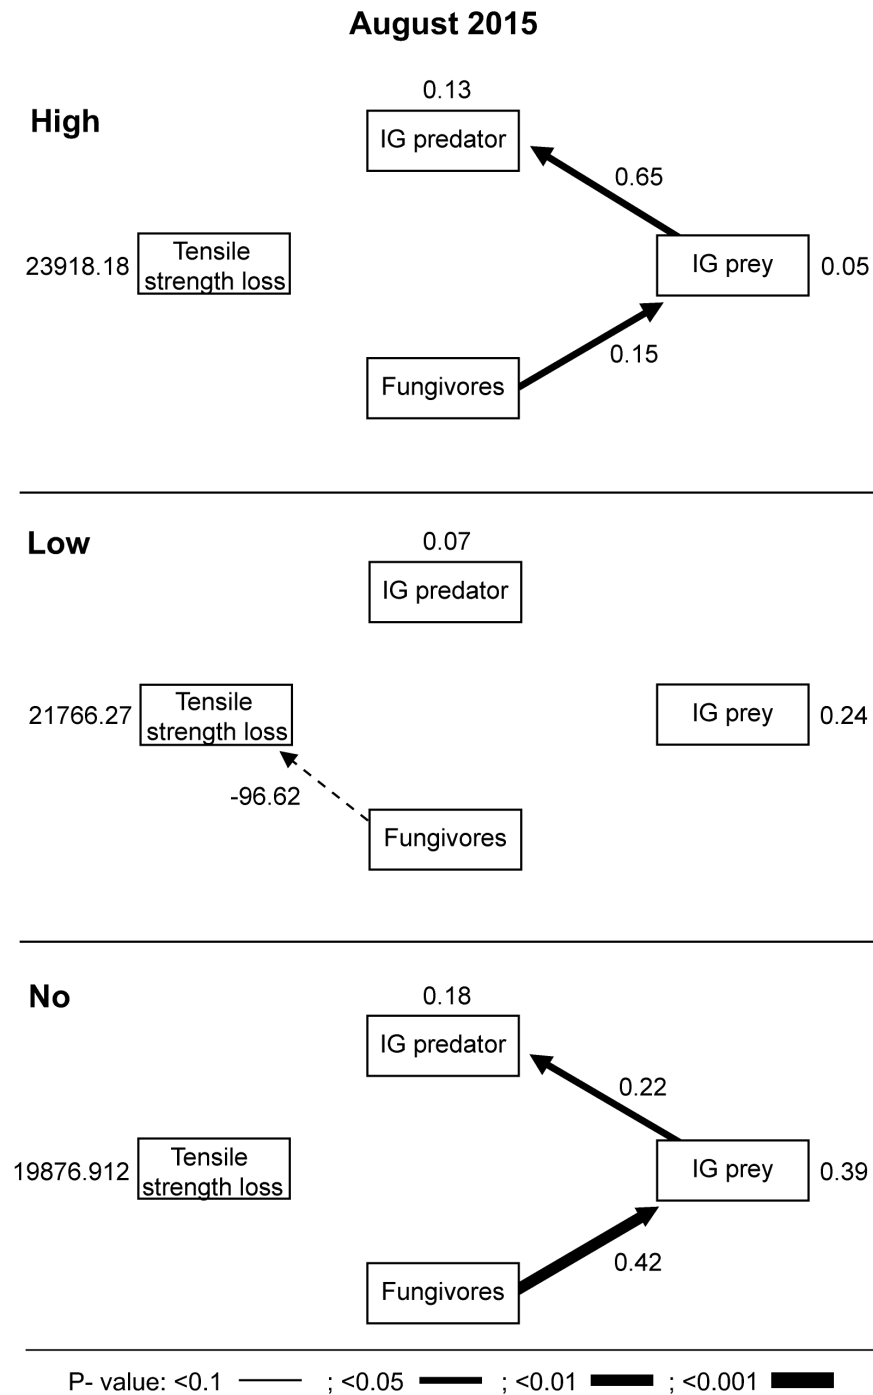 August 2015
High
0.13
IG predator
0.65
23918.18
Tensile
strength loss
IG prey
0.05
0.15
Fungivores
Low
0.07
IG predator
21766.27
Tensile
strength loss
IG prey
0.24
-96.62
Fungivores
No
0.18
IG predator
0.22
19876.912
Tensile
strength loss
IG prey
0.39
0.42
Fungivores
P- value: <0.1 ; <0.05 ; <0.01 ; <0.001